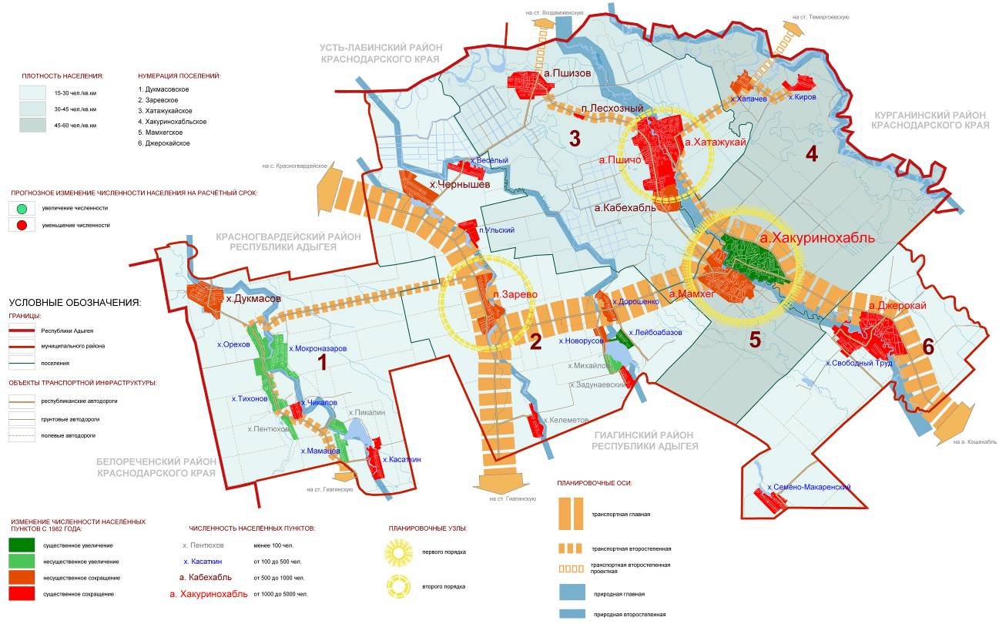 на ст. Воздвиженскую
на ст. Темиргоевскую
УСТЬ-ЛАБИНСКИЙ РАЙОН
КРАСНОДАРСКОГО КРАЯ
ПЛОТНОСТЬ НАСЕЛЕНИЯ:
15-30 чел./кв.км
30-45 чел./кв.км
45-60 чел./кв.км
НУМЕРАЦИЯ ПОСЕЛЕНИЙ:
1. Дукмасовское
2. Заревское
3. Хатажукайское
4. Хакуринохабльское
5. Мамхегское
6. Джерокайское
а.Пшизов
п.Лесхозный
х.Хапачев
х.Киров
КУРГАНИНСКИЙ РАЙОН
КРАСНОДАРСКОГО КРАЯ
3
4
а.Хатажукай
а.Пшичо
на с. Красногвардейское
х.Весёлый
х.Чернышев
а.Кабехабль
ПРОГНОЗНОЕ ИЗМЕНЕНИЕ ЧИСЛЕННОСТИ НАСЕЛЕНИЯ НА РАСЧЁТНЫЙ СРОК:
увеличение численности
уменьшение численности
п.Ульский
КРАСНОГВАРДЕЙСКИЙ РАЙОН
РЕСПУБЛИКИ АДЫГЕЯ
а.Хакуринохабль
х.Дукмасов
п.Зарево
а.Мамхег
х.Дорошенко
а.Джерокай
УСЛОВНЫЕ ОБОЗНАЧЕНИЯ:
ГРАНИЦЫ:
Республики Адыгея
муниципального района
поселения
х.Орехов
х.Мокроназаров
1
2
х.Новорусов
х.Лейбоабазов
5
6
х.Михайлов
х.Свободный Труд
х.Задунаевский
ОБЪЕКТЫ ТРАНСПОРТНОЙ ИНФРАСТРУКТУРЫ:
республиканские автодороги
грунтовые автодороги
полевые автодороги
х.Тихонов
х.Чикалов
х.Пикалин
х.Пентюхов
х.Келеметов
х.Мамацев
х.Касаткин
ГИАГИНСКИЙ РАЙОН
РЕСПУБЛИКИ АДЫГЕЯ
на а. Кошехабль
БЕЛОРЕЧЕНСКИЙ РАЙОН
КРАСНОДАРСКОГО КРАЯ
на ст. Гиагинскую
на ст. Гиагинскую
х.Семено-Макаренский
ИЗМЕНЕНИЕ ЧИСЛЕННОСТИ НАСЕЛЁННЫХ
ПУНКТОВ С 1982 ГОДА:
существенное увеличение
несущественное увеличение
несущественное сокращение
существенное сокращение
ЧИСЛЕННОСТЬ НАСЕЛЁННЫХ ПУНКТОВ:
х. Пентюхов менее 100 чел.
х. Касаткин от 100 до 500 чел.
а. Кабехабль от 500 до 1000 чел.
а. Хакуринохабль от 1000 до 5000 чел.
ПЛАНИРОВОЧНЫЕ УЗЛЫ:
первого порядка
второго порядка
ПЛАНИРОВОЧНЫЕ ОСИ:
транспортная главная
транспортная второстепенная
транспортная второстепенная
проектная
природная главная
природная второстепенная